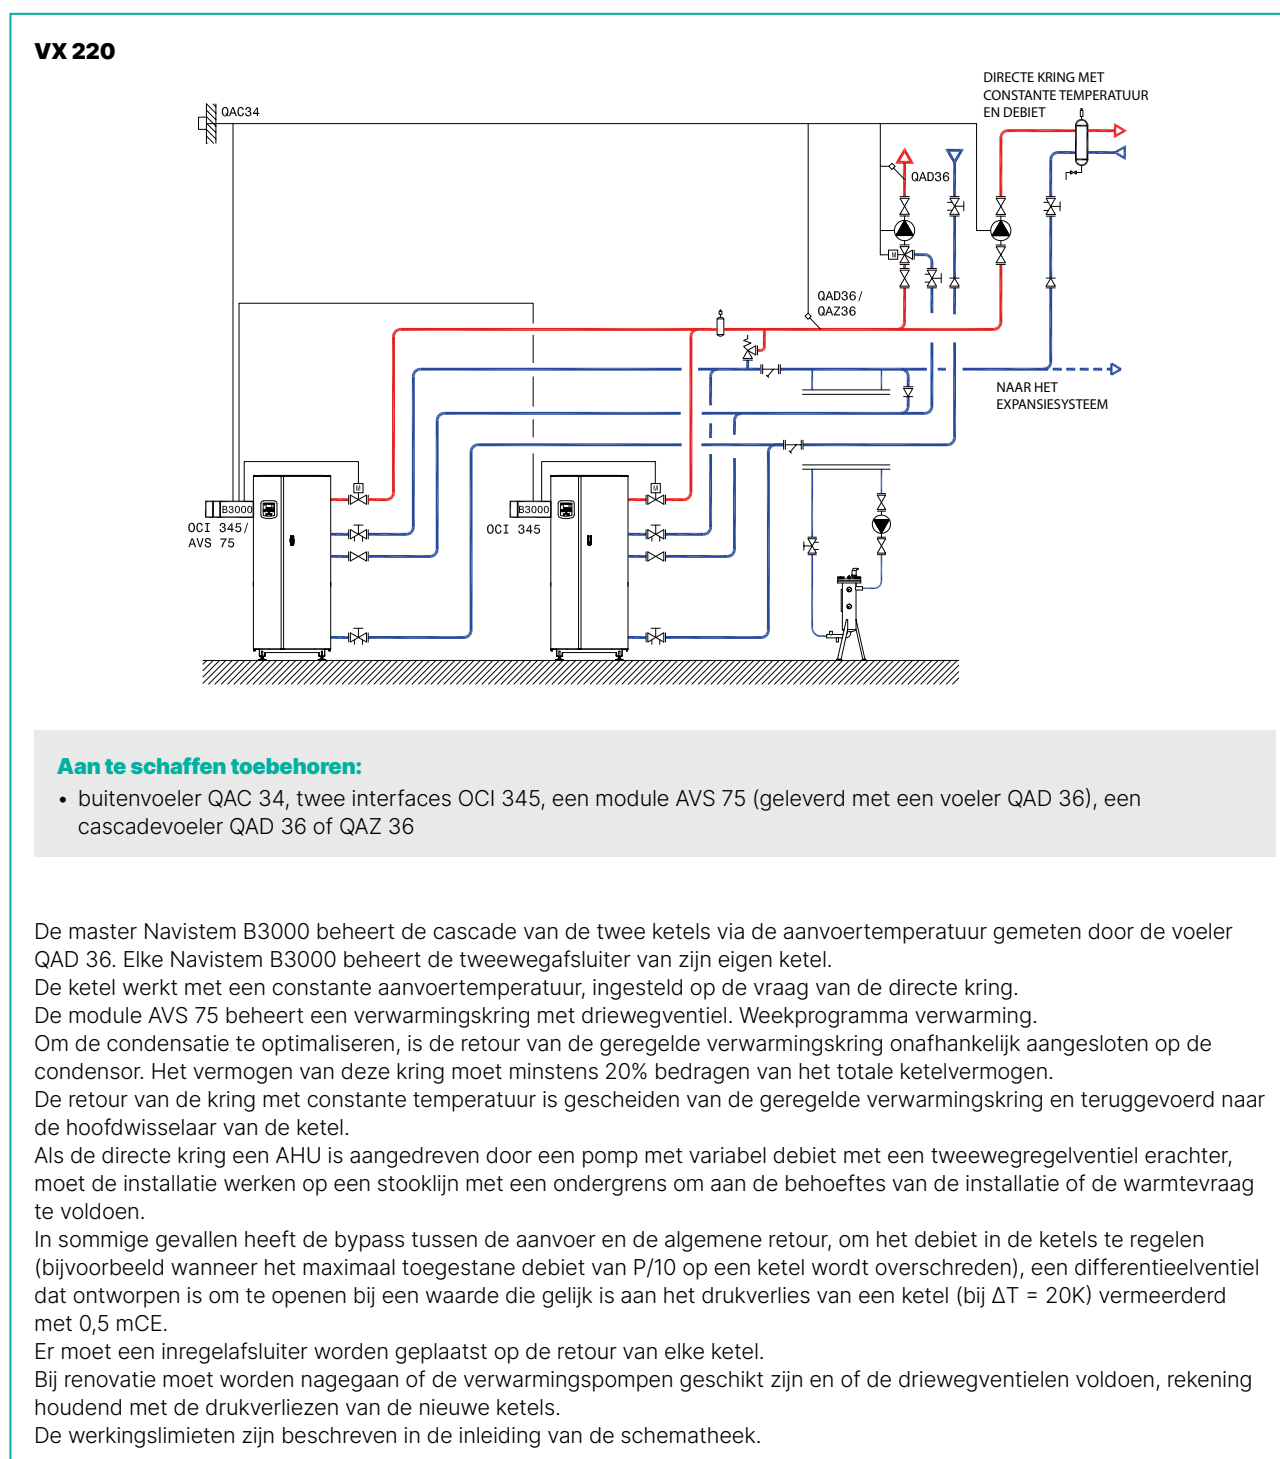 VX 220
DIRECTE KRING MET
CONSTANTE TEMPERATUUR
EN DEBIET
QAC34
QAD36
M
QAD36/
QAZ36
NAAR HET
EXPANSIESYSTEEM
M
M
B3000
B3000
OCI 345/
AVS 75
OCI 345
Aan te schaffen toebehoren:
• buitenvoeler QAC 34, twee interfaces OCI 345, een module AVS 75 (geleverd met een voeler QAD 36), een
cascadevoeler QAD 36 of QAZ 36
De master Navistem B3000 beheert de cascade van de twee ketels via de aanvoertemperatuur gemeten door de voeler
QAD 36. Elke Navistem B3000 beheert de tweewegafsluiter van zijn eigen ketel.
De ketel werkt met een constante aanvoertemperatuur, ingesteld op de vraag van de directe kring.
De module AVS 75 beheert een verwarmingskring met driewegventiel. Weekprogramma verwarming.
Om de condensatie te optimaliseren, is de retour van de geregelde verwarmingskring onafhankelijk aangesloten op de
condensor. Het vermogen van deze kring moet minstens 20% bedragen van het totale ketelvermogen.
De retour van de kring met constante temperatuur is gescheiden van de geregelde verwarmingskring en teruggevoerd naar
de hoofdwisselaar van de ketel.
Als de directe kring een AHU is aangedreven door een pomp met variabel debiet met een tweewegregelventiel erachter,
moet de installatie werken op een stooklijn met een ondergrens om aan de behoeftes van de installatie of de warmtevraag
te voldoen.
In sommige gevallen heeft de bypass tussen de aanvoer en de algemene retour, om het debiet in de ketels te regelen
(bijvoorbeeld wanneer het maximaal toegestane debiet van P/10 op een ketel wordt overschreden), een differentieelventiel
dat ontworpen is om te openen bij een waarde die gelijk is aan het drukverlies van een ketel (bij ΔT = 20K) vermeerderd
met 0,5 mCE.
Er moet een inregelafsluiter worden geplaatst op de retour van elke ketel.
Bij renovatie moet worden nagegaan of de verwarmingspompen geschikt zijn en of de driewegventielen voldoen, rekening
houdend met de drukverliezen van de nieuwe ketels.
De werkingslimieten zijn beschreven in de inleiding van de schematheek.